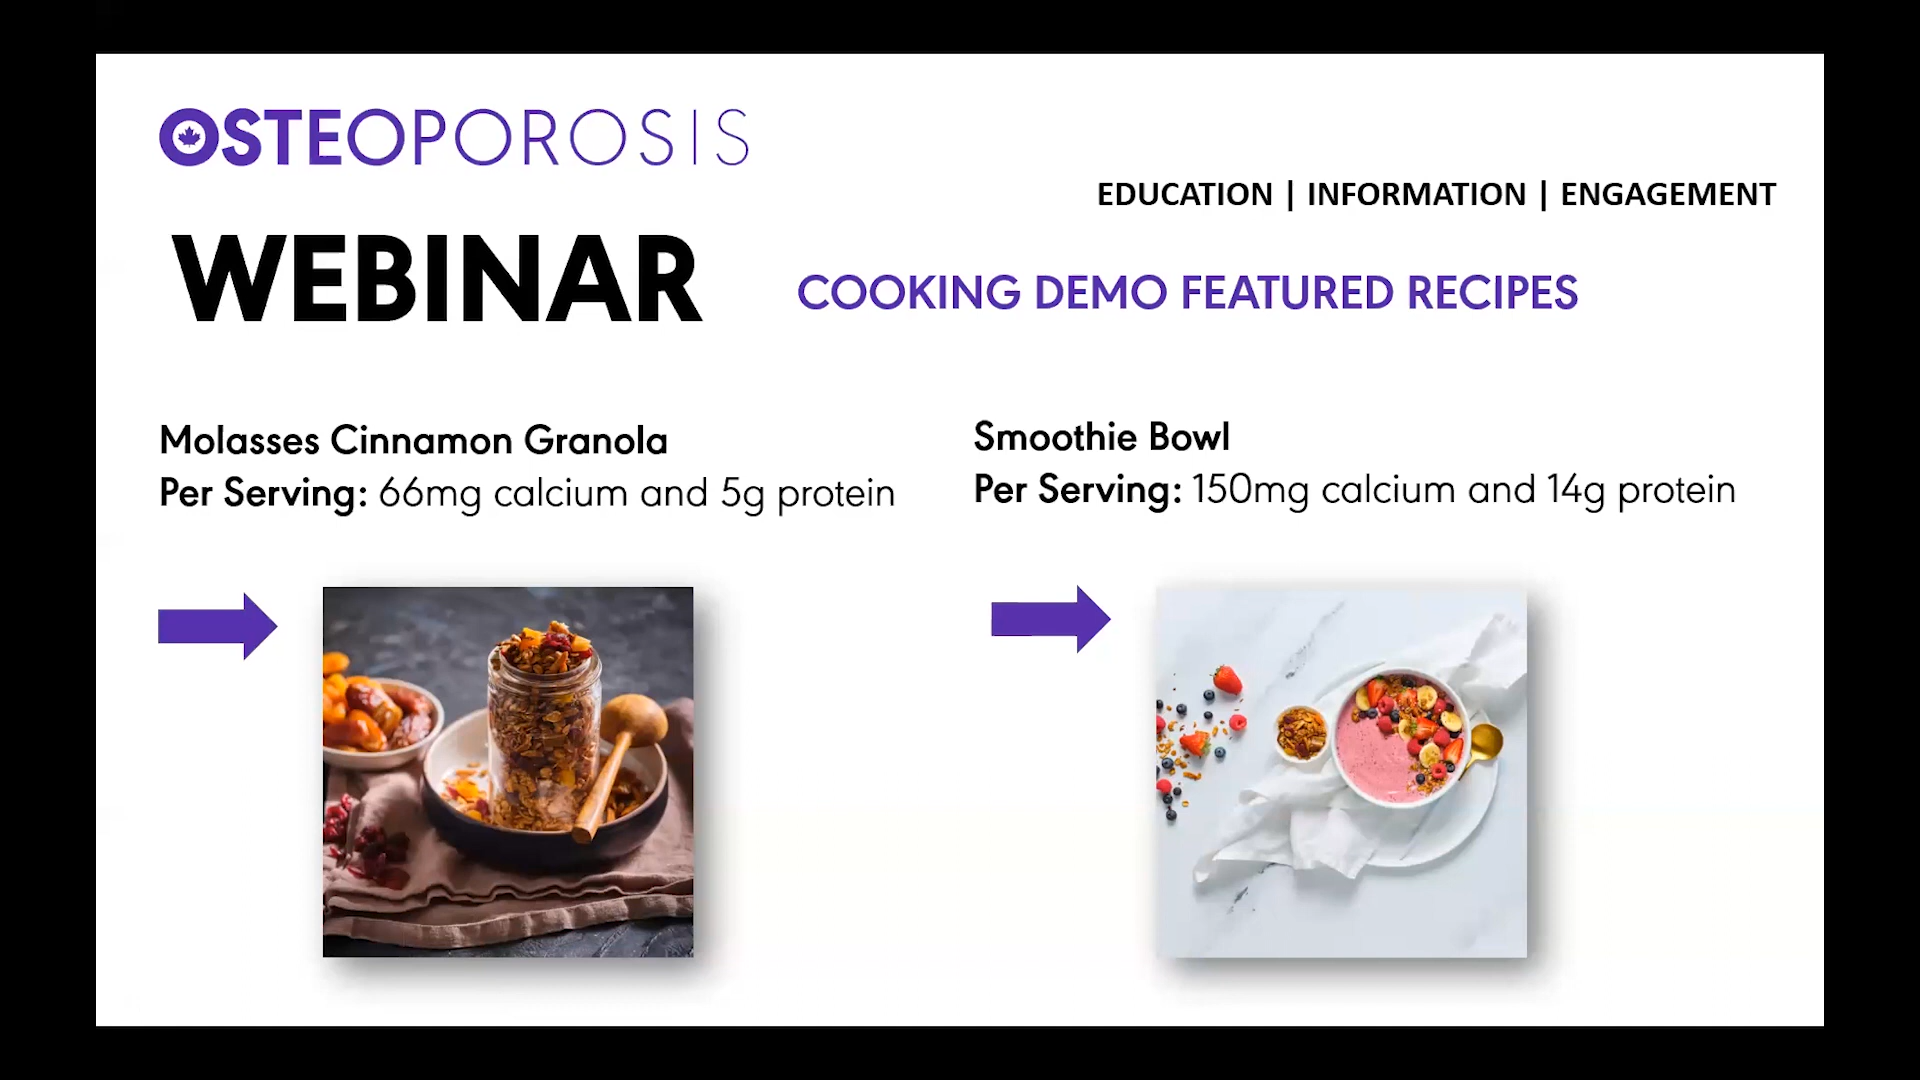 OSTEOPOROSIS
EDUCATION | INFORMATION | ENGAGEMENT
WEBINAR
COOKING DEMO FEATURED RECIPES
Molasses Cinnamon Granola
Per Serving: 66mg calcium and 5g protein
Smoothie Bowl
Per Serving: 150mg calcium and 14g protein